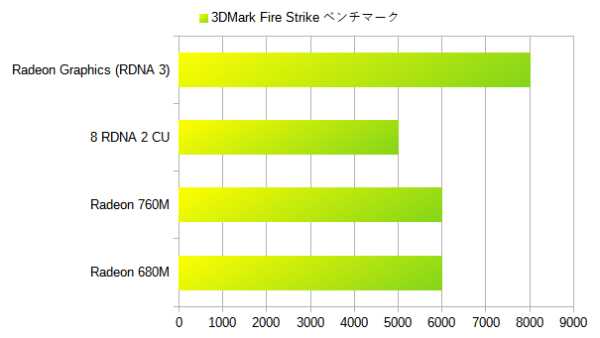 3DMark Fire Strike ベンチマーク
Radeon Graphics (RDNA 3)
8 RDNA 2 CU
Radeon 760M
Radeon 680M
0 1000 2000 3000 4000 5000 6000 7000 8000 9000